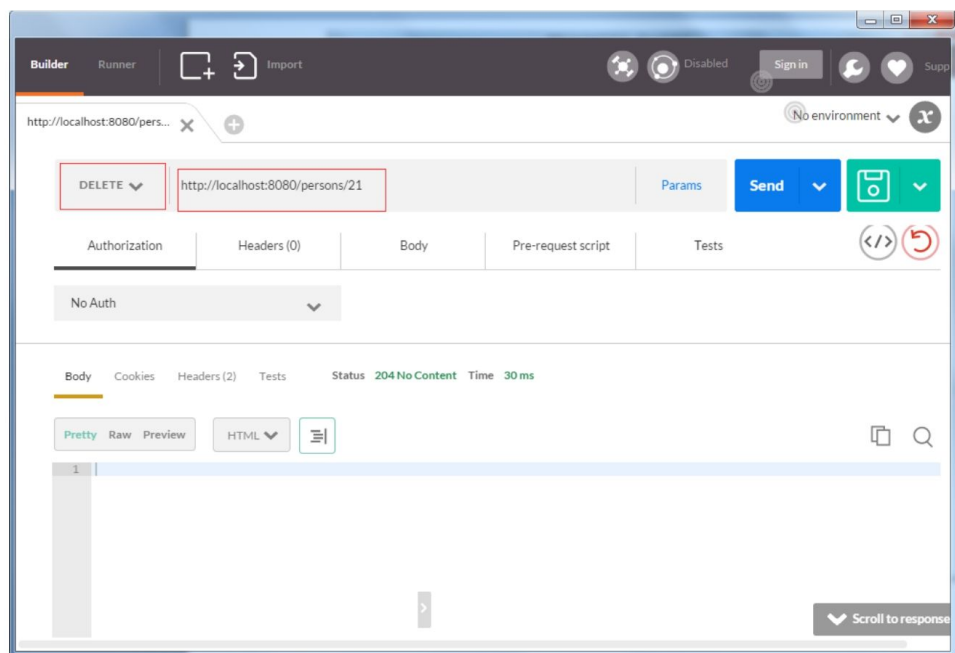 Builder Runner Import Disabled Sign in Supp
http://localhost:8080/pers... No environment
DELETE http://localhost:8080/persons/21 Params Send
Authorization Headers (0) Body Pre-request script Tests
No Auth
Body Cookies Headers (2) Tests Status 204 No Content Time 30 ms
Pretty Raw Preview HTML
1
Scroll to response